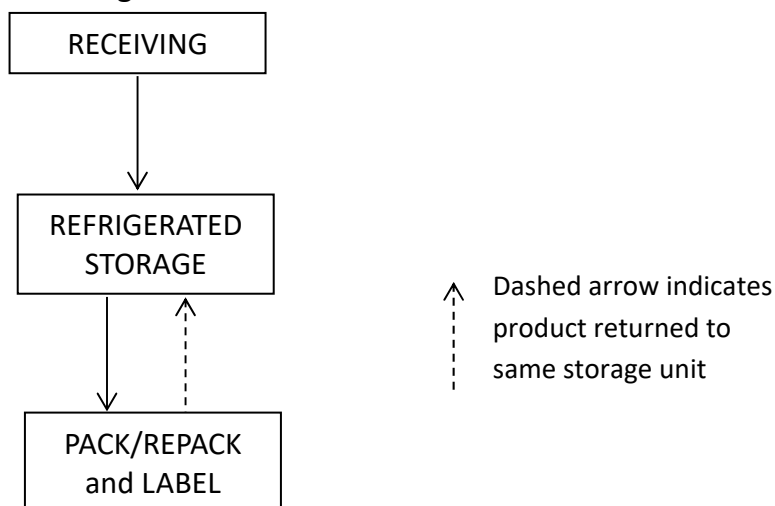 RECEIVING
REFRIGERATED
STORAGE
Dashed arrow indicates
product returned to
same storage unit
PACK/REPACK
and LABEL